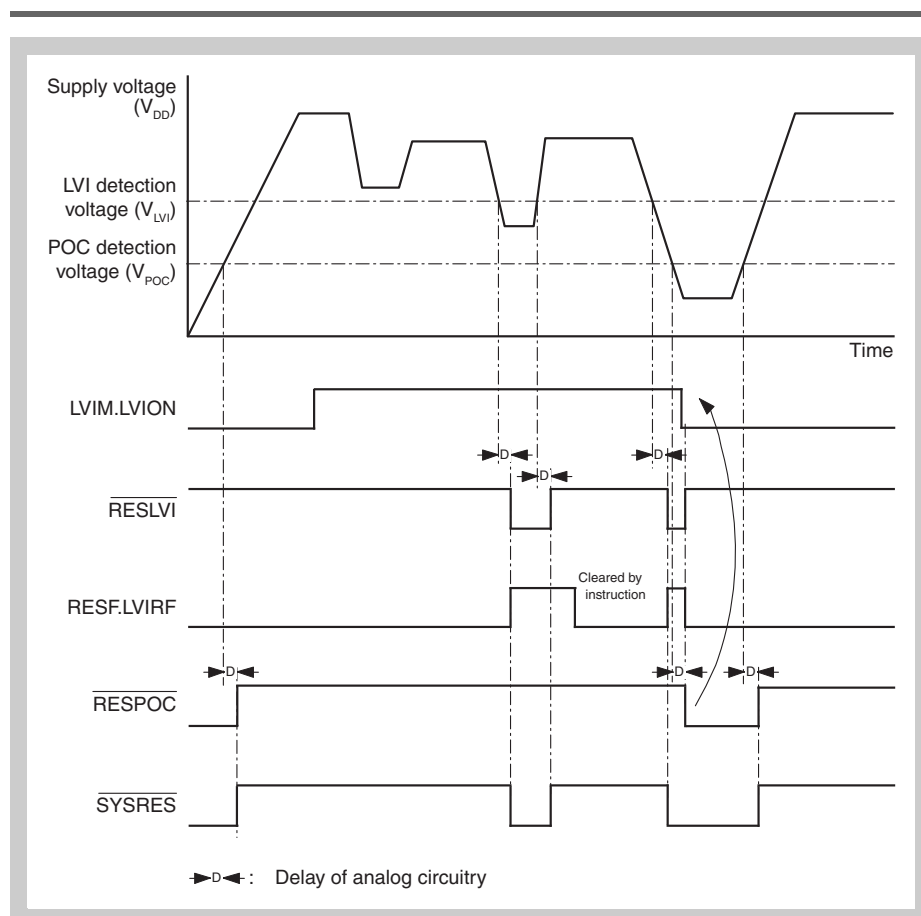 Supply voltage
(VDD)
LVI detection
voltage (VLVI)
POC detection
voltage (VPOC)
Time
LVIM.LVION
D
D
D
RESLVI
Cleared by
instruction
RESF.LVIRF
D
D
D
RESPOC
SYSRES
D : Delay of analog circuitry